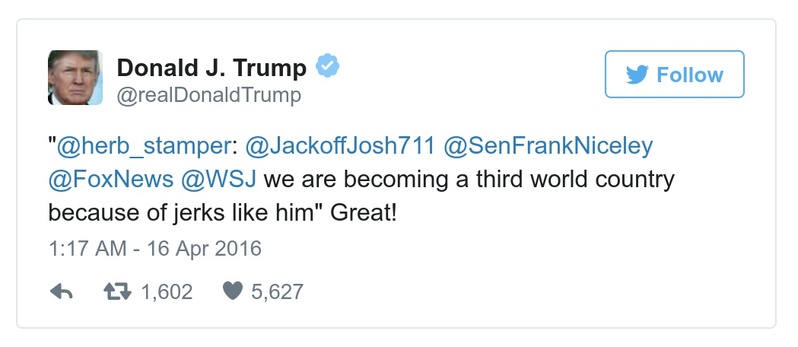 Donald J. Trump
@realDonaldTrump
Follow
"@herb_stamper: @JackoffJosh711 @SenFrankNiceley
@FoxNews @WSJ we are becoming a third world country
because of jerks like him" Great!
1:17 AM - 16 Apr 2016
1,602 5,627